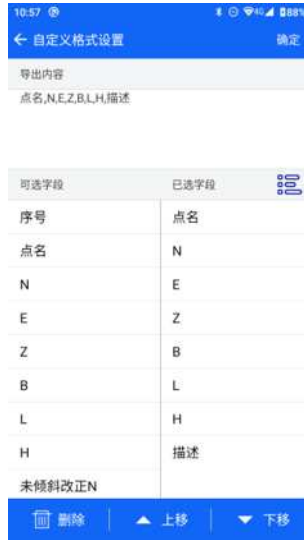 10:57 4G 88%
自定义格式设置 确定
导出内容
点名,N,E,Z,B,L,H,描述
可选字段 已选字段
序号 点名
点名 N
N E
E Z
Z B
B L
L H
H 描述
未倾斜改正N
删除 上移 下移